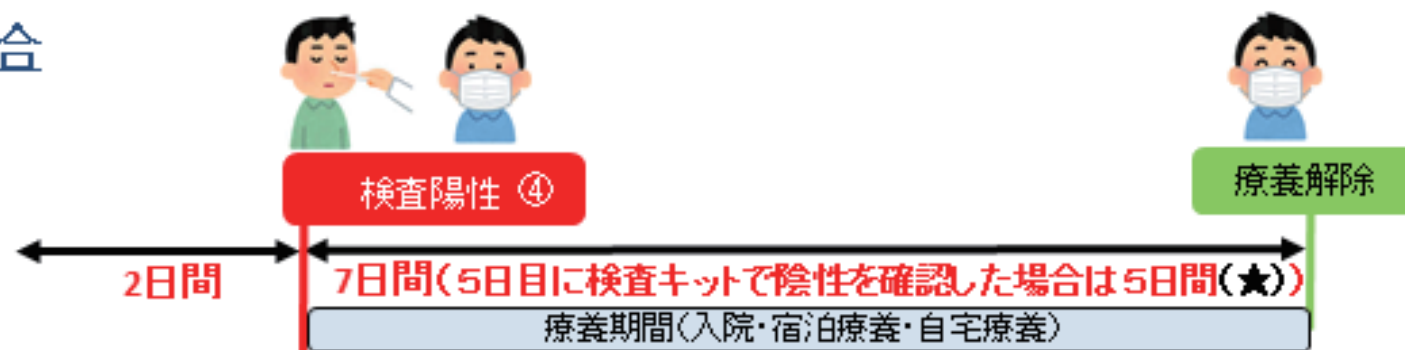 合
検査陽性 ④
療養解除
2日間
7日間(5日目に検査キットで陰性を確認した場合は5日間(★))
療養期間(入院・宿泊療養・自宅療養)